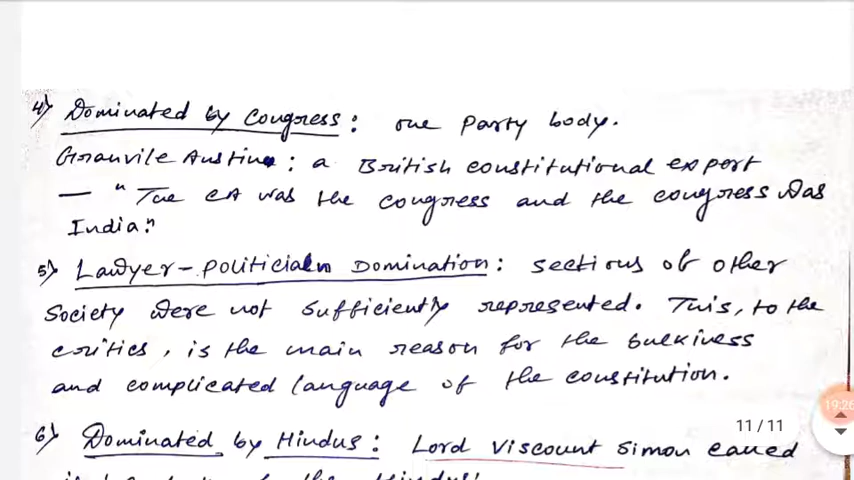 4) Dominated by Congress: one party body.
Granvile Austin: a British constitutional expert
— "The CA was the Congress and the Congress was
India."
5) Lawyer-Politician Domination: sections of other
society were not sufficiently represented. This, to the
critics, is the main reason for the bulkiness
and complicated language of the constitution.
19:26
11/11
6) Dominated by Hindus: Lord Viscount Simon called